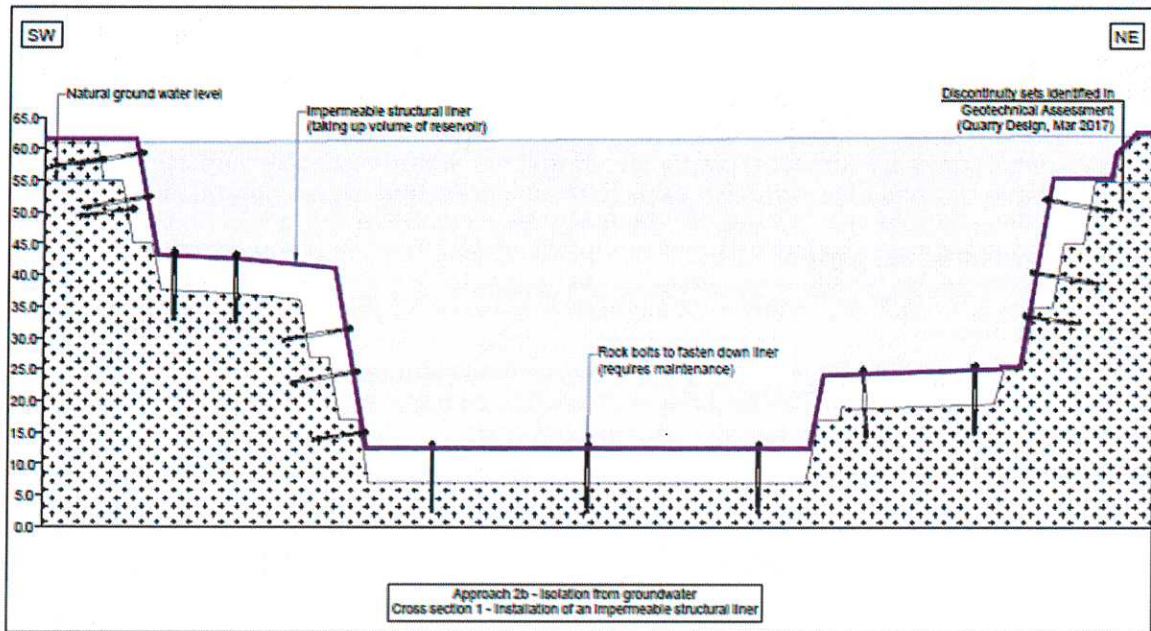 SW
NE
Natural ground water level
Impermeable structural liner
(taking up volume of reservoir)
Discontinuity sets identified in
Geotechnical Assessment
(Quarry Design, Mar 2017)
65.0
60.0
55.0
50.0
45.0
40.0
35.0
30.0
25.0
20.0
15.0
10.0
5.0
0.0
Rock bolts to fasten down liner
(requires maintenance)
Approach 2b - Isolation from groundwater
Cross section 1 - Installation of an impermeable structural liner